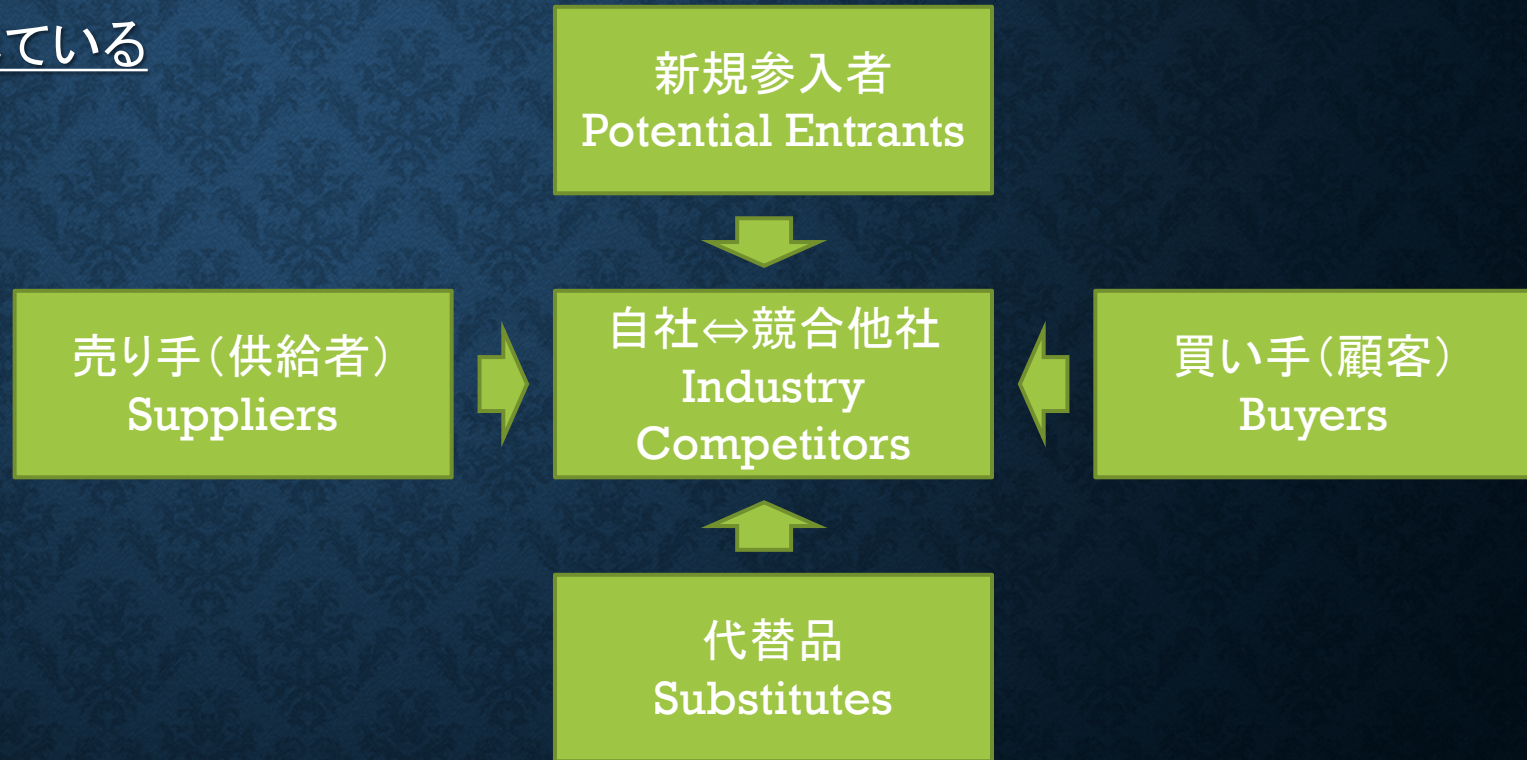 ている
新規参入者
Potential Entrants
売り手（供給者）
Suppliers
自社⇔競合他社
Industry
Competitors
買い手（顧客）
Buyers
代替品
Substitutes